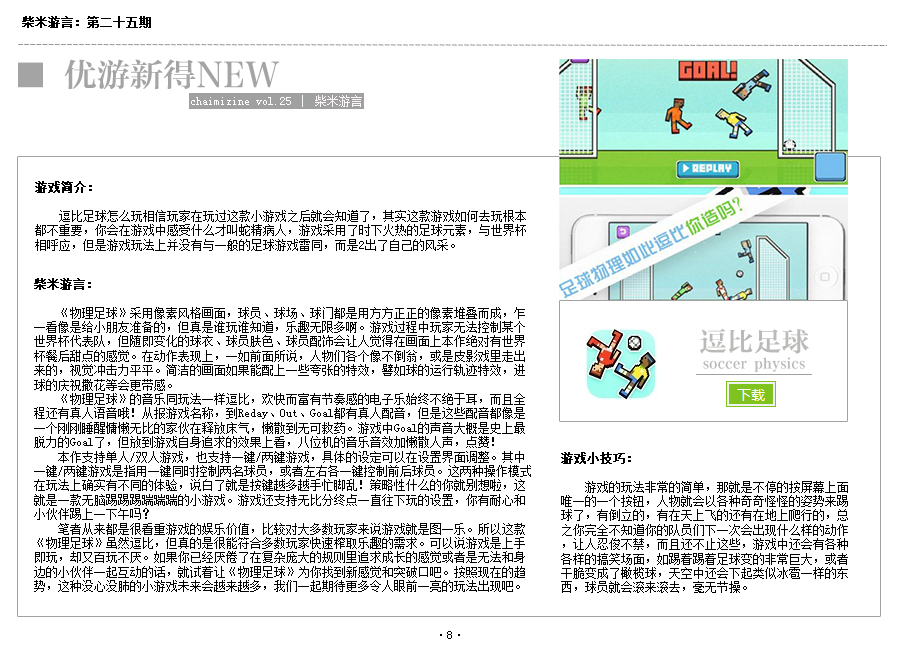 柴米游言：第二十五期
优游新得NEW
chaimizine vol.25 | 柴米游言
GOAL!
REPLAY
足球物理如此逗比你造吗?
游戏简介：
逗比足球怎么玩相信玩家在玩过这款小游戏之后就会知道了，其实这款游戏如何去玩根本
都不重要，你会在游戏中感受什么才叫蛇精病人，游戏采用了时下火热的足球元素，与世界杯
相呼应，但是游戏玩法上并没有与一般的足球游戏雷同，而是2出了自己的风采。
柴米游言：
《物理足球》采用像素风格画面，球员、球场、球门都是用方方正正的像素堆叠而成，乍
一看像是给小朋友准备的，但真是谁玩谁知道，乐趣无限多啊。游戏过程中玩家无法控制某个
世界杯代表队，但随即变化的球衣、球员肤色、球员配饰会让人觉得在画面上本作绝对有世界
杯餐后甜点的感觉。在动作表现上，一如前面所说，人物们各个像不倒翁，或是皮影戏里走出
来的，视觉冲击力平平。简洁的画面如果能配上一些夸张的特效，譬如球的运行轨迹特效，进
球的庆祝撒花等会更带感。
《物理足球》的音乐同玩法一样逗比，欢快而富有节奏感的电子乐始终不绝于耳，而且全
程还有真人语音哦！从报游戏名称，到Reday、Out、Goal都有真人配音，但是这些配音都像是
一个刚刚睡醒慵懒无比的家伙在释放床气，懒散到无可救药。游戏中Goal的声音大概是史上最
脱力的Goal了，但放到游戏自身追求的效果上看，八位机的音乐音效加懒散人声，点赞！
本作支持单人/双人游戏，也支持一键/两键游戏，具体的设定可以在设置界面调整。其中
一键/两键游戏是指用一键同时控制两名球员，或者左右各一键控制前后球员。这两种操作模式
在玩法上确实有不同的体验，说白了就是按键越多越手忙脚乱！策略性什么的你就别想啦，这
就是一款无脑踢踢踢踹踹踹的小游戏。游戏还支持无比分终点一直往下玩的设置，你有耐心和
小伙伴踢上一下午吗？
笔者从来都是很看重游戏的娱乐价值，比较对大多数玩家来说游戏就是图一乐。所以这款
《物理足球》虽然逗比，但真的是很能符合多数玩家快速榨取乐趣的需求。可以说游戏是上手
即玩，却又百玩不厌。如果你已经厌倦了在复杂庞大的规则里追求成长的感觉或者是无法和身
边的小伙伴一起互动的话，就试着让《物理足球》为你找到新感觉和突破口吧。按照现在的趋
势，这种没心没肺的小游戏未来会越来越多，我们一起期待更多令人眼前一亮的玩法出现吧。
逗比足球
soccer physics
下载
游戏小技巧：
游戏的玩法非常的简单，那就是不停的按屏幕上面
唯一的一个按钮，人物就会以各种奇奇怪怪的姿势来踢
球了，有倒立的，有在天上飞的还有在地上爬行的，总
之你完全不知道你的队员们下一次会出现什么样的动作
，让人忍俊不禁，而且还不止这些，游戏中还会有各种
各样的搞笑场面，如踢着踢着足球变的非常巨大，或者
干脆变成了橄榄球，天空中还会下起类似冰雹一样的东
西，球员就会滚来滚去，毫无节操。
·8·